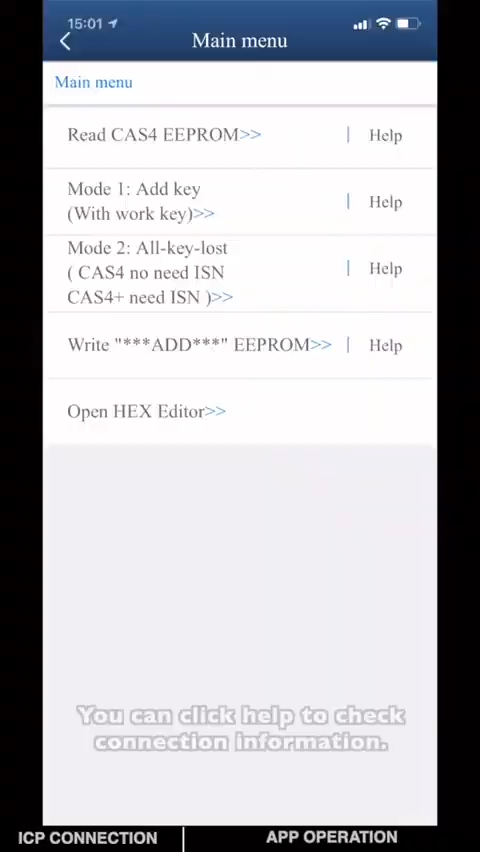 15:01
Main menu
Main menu
Read CAS4 EEPROM>> | Help
Mode 1: Add key
(With work key)>> | Help
Mode 2: All-key-lost
( CAS4 no need ISN | Help
CAS4+ need ISN )>>
Write "***ADD***" EEPROM>> | Help
Open HEX Editor>>
You can click help to check
connection information.
ICP CONNECTION | APP OPERATION